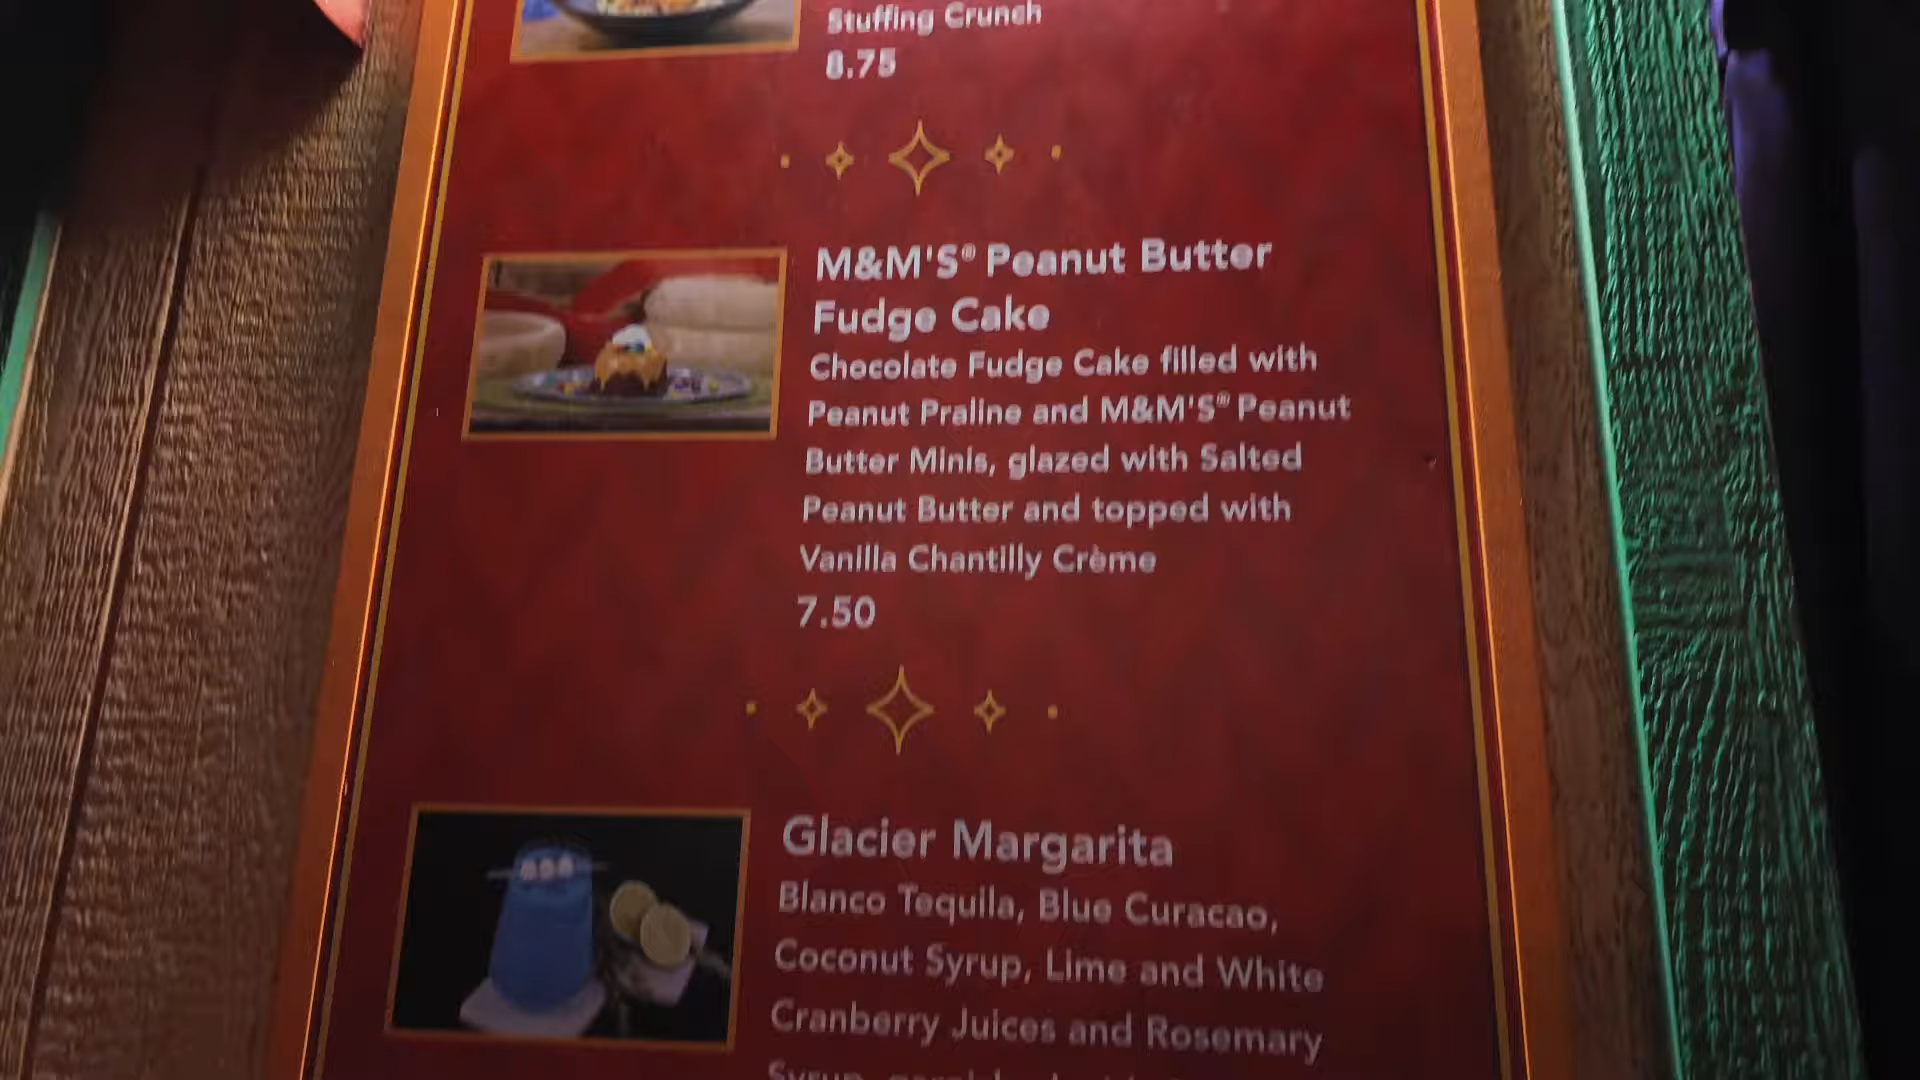 Stuffing Crunch
8.75
M&M'S® Peanut Butter
Fudge Cake
Chocolate Fudge Cake filled with
Peanut Praline and M&M'S® Peanut
Butter Minis, glazed with Salted
Peanut Butter and topped with
Vanilla Chantilly Crème
7.50
Glacier Margarita
Blanco Tequila, Blue Curacao,
Coconut Syrup, Lime and White
Cranberry Juices and Rosemary
Syrup,